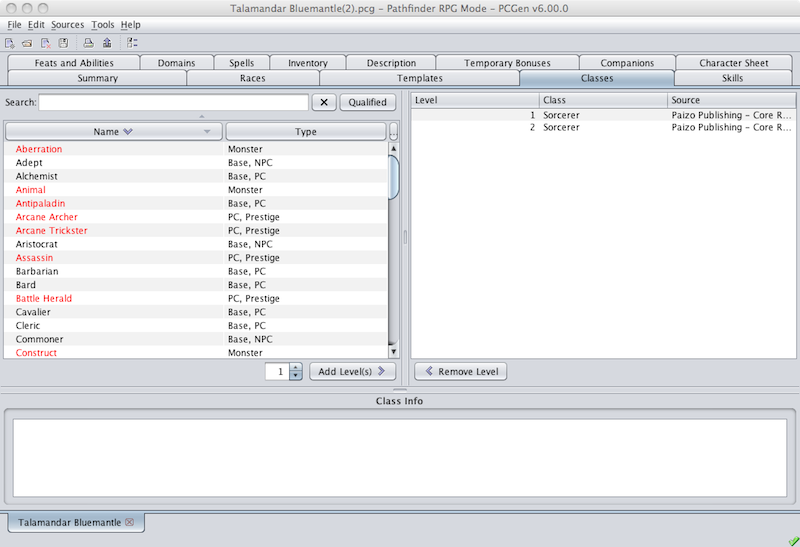 Talamandar Bluemantle(2).pcg – Pathfinder RPG Mode – PCGen v6.00.0
File Edit Sources Tools Help
Feats and Abilities Domains Spells Inventory Description Temporary Bonuses Companions Character Sheet
Summary Races Templates Classes Skills
Search: Qualified
Level Class Source
1 Sorcerer Paizo Publishing – Core R...
2 Sorcerer Paizo Publishing – Core R...
Name Type ...
Aberration Monster
Adept Base, NPC
Alchemist Base, PC
Animal Monster
Antipaladin Base, PC
Arcane Archer PC, Prestige
Arcane Trickster PC, Prestige
Aristocrat Base, NPC
Assassin PC, Prestige
Barbarian Base, PC
Bard Base, PC
Battle Herald PC, Prestige
Cavalier Base, PC
Cleric Base, PC
Commoner Base, NPC
Construct Monster
1 Add Level(s) Remove Level
Class Info
Talamandar Bluemantle